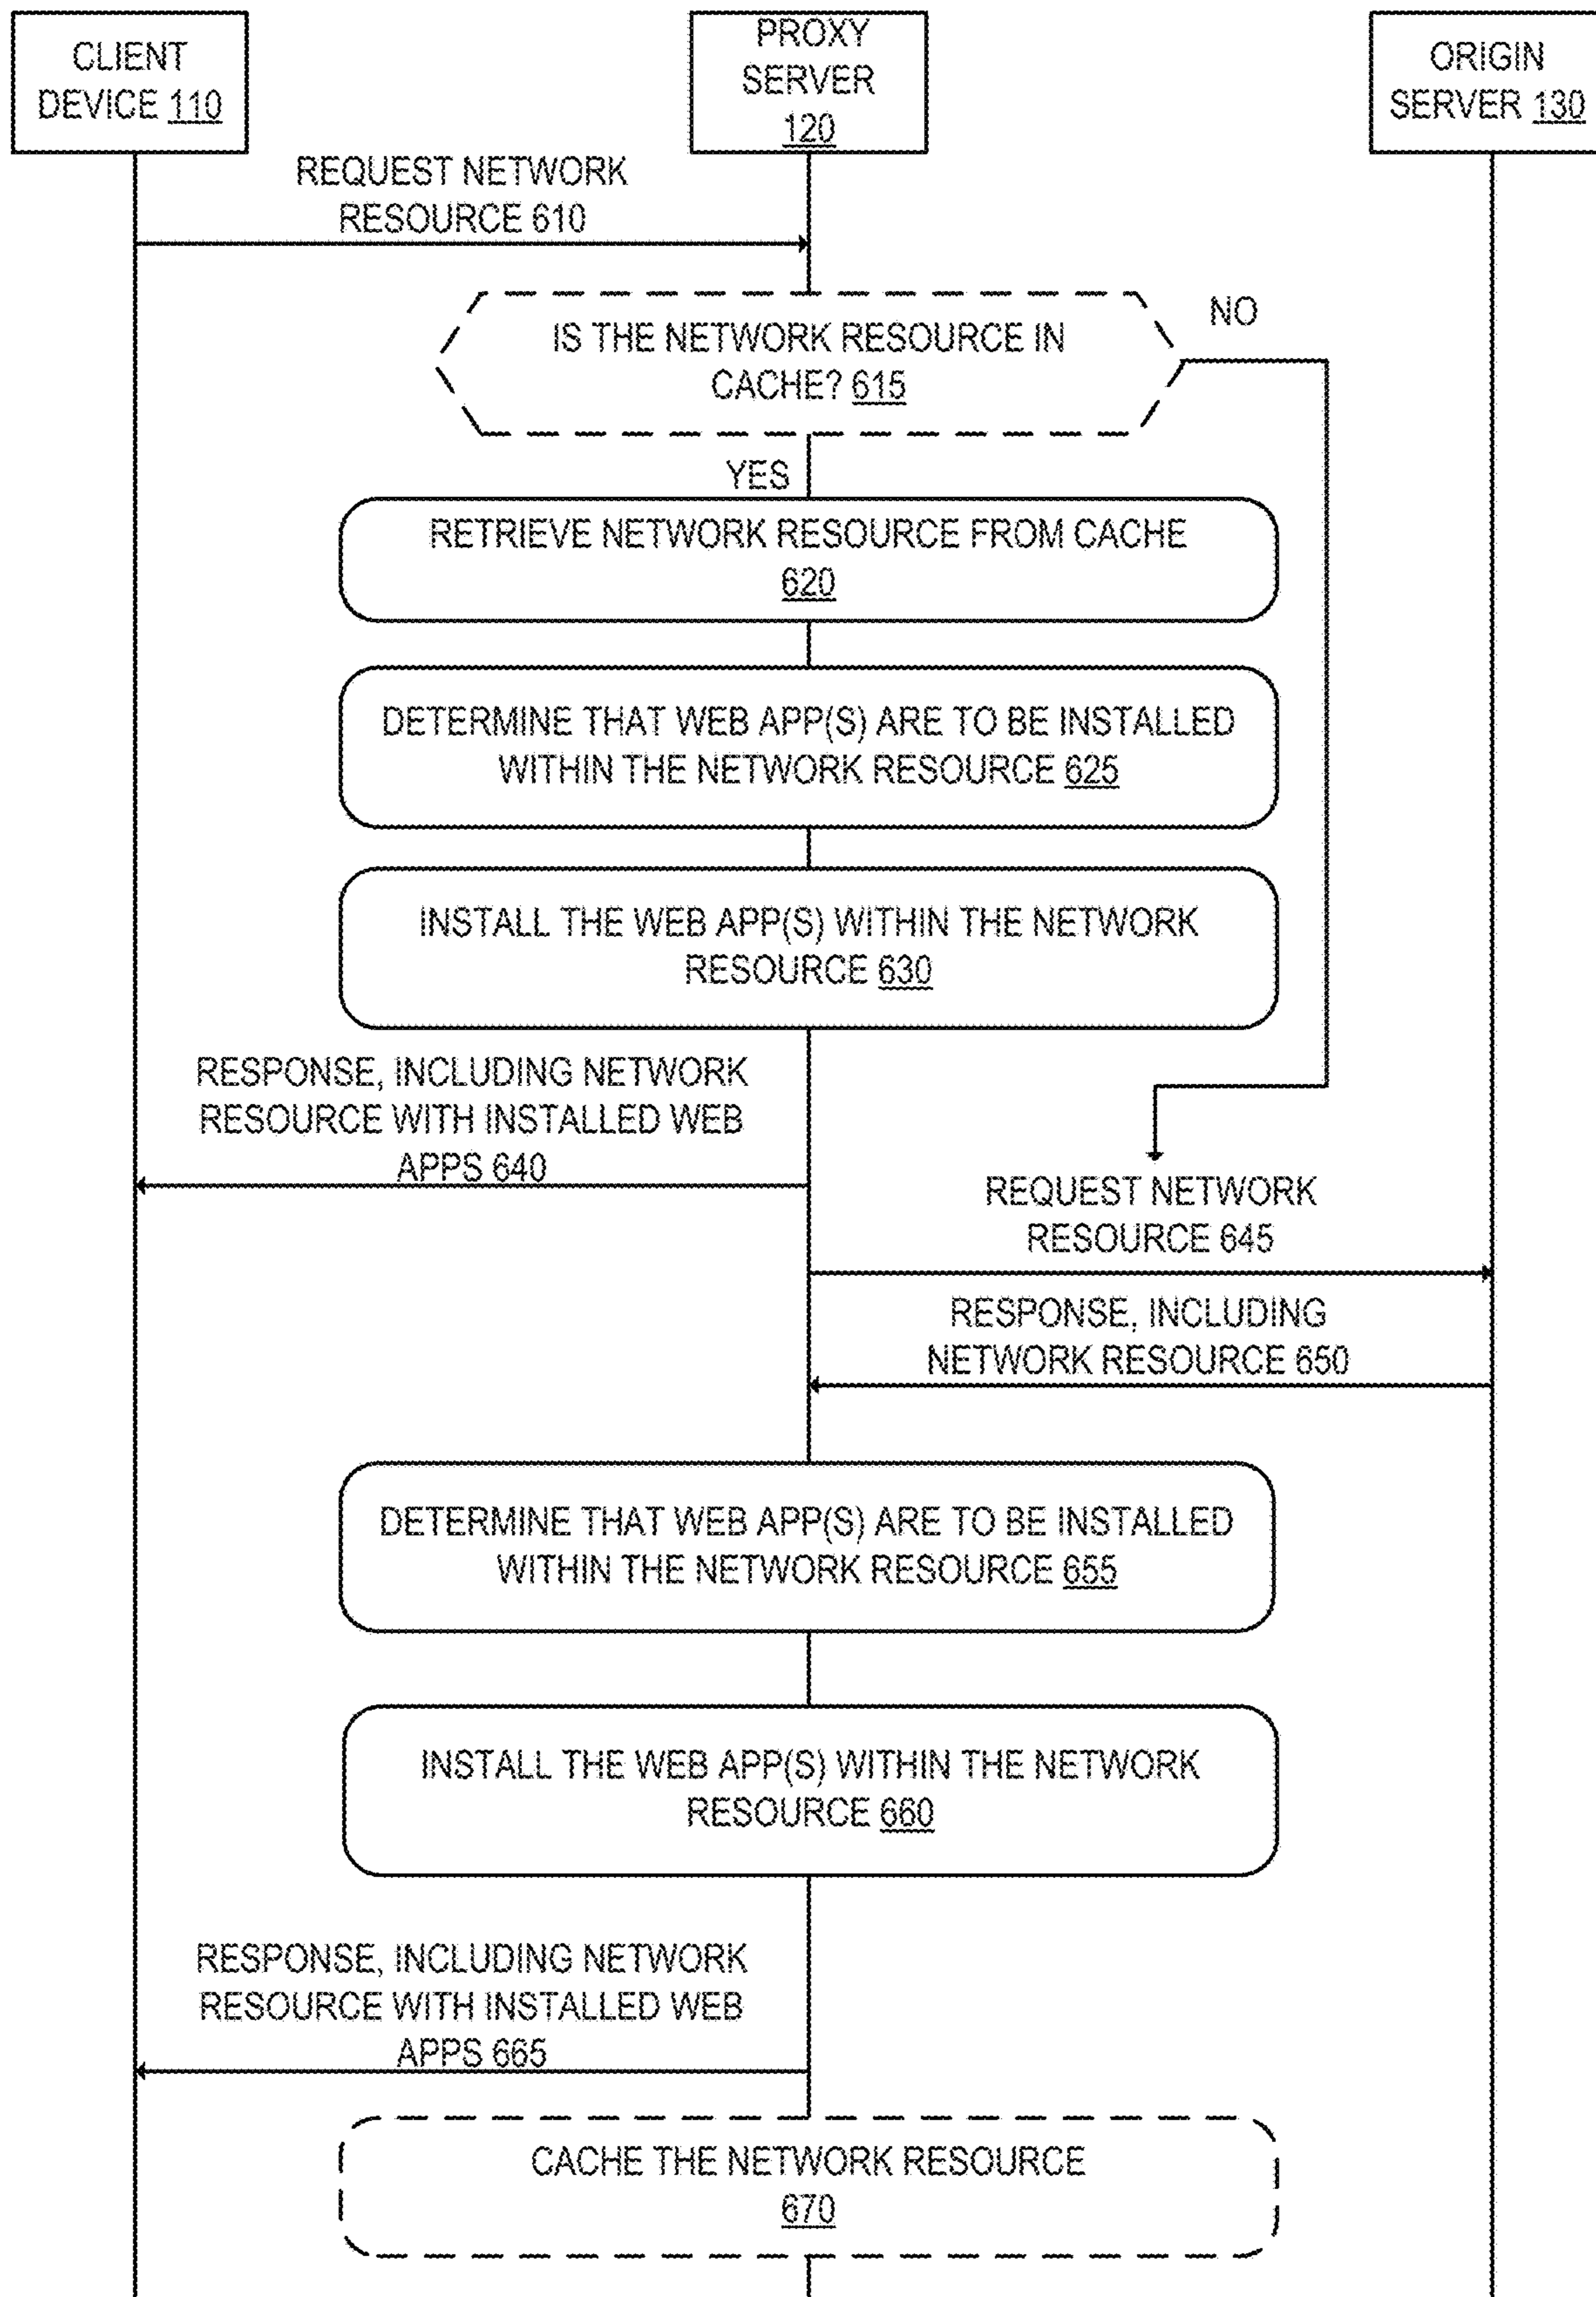 CLIENT
DEVICE 110
PROXY
SERVER
120
ORIGIN
SERVER 130
REQUEST NETWORK
RESOURCE 610
IS THE NETWORK RESOURCE IN
CACHE? 615
NO
YES
RETRIEVE NETWORK RESOURCE FROM CACHE
620
DETERMINE THAT WEB APP(S) ARE TO BE INSTALLED
WITHIN THE NETWORK RESOURCE 625
INSTALL THE WEB APP(S) WITHIN THE NETWORK
RESOURCE 630
RESPONSE, INCLUDING NETWORK
RESOURCE WITH INSTALLED WEB
APPS 640
REQUEST NETWORK
RESOURCE 645
RESPONSE, INCLUDING
NETWORK RESOURCE 650
DETERMINE THAT WEB APP(S) ARE TO BE INSTALLED
WITHIN THE NETWORK RESOURCE 655
INSTALL THE WEB APP(S) WITHIN THE NETWORK
RESOURCE 660
RESPONSE, INCLUDING NETWORK
RESOURCE WITH INSTALLED WEB
APPS 665
CACHE THE NETWORK RESOURCE
670